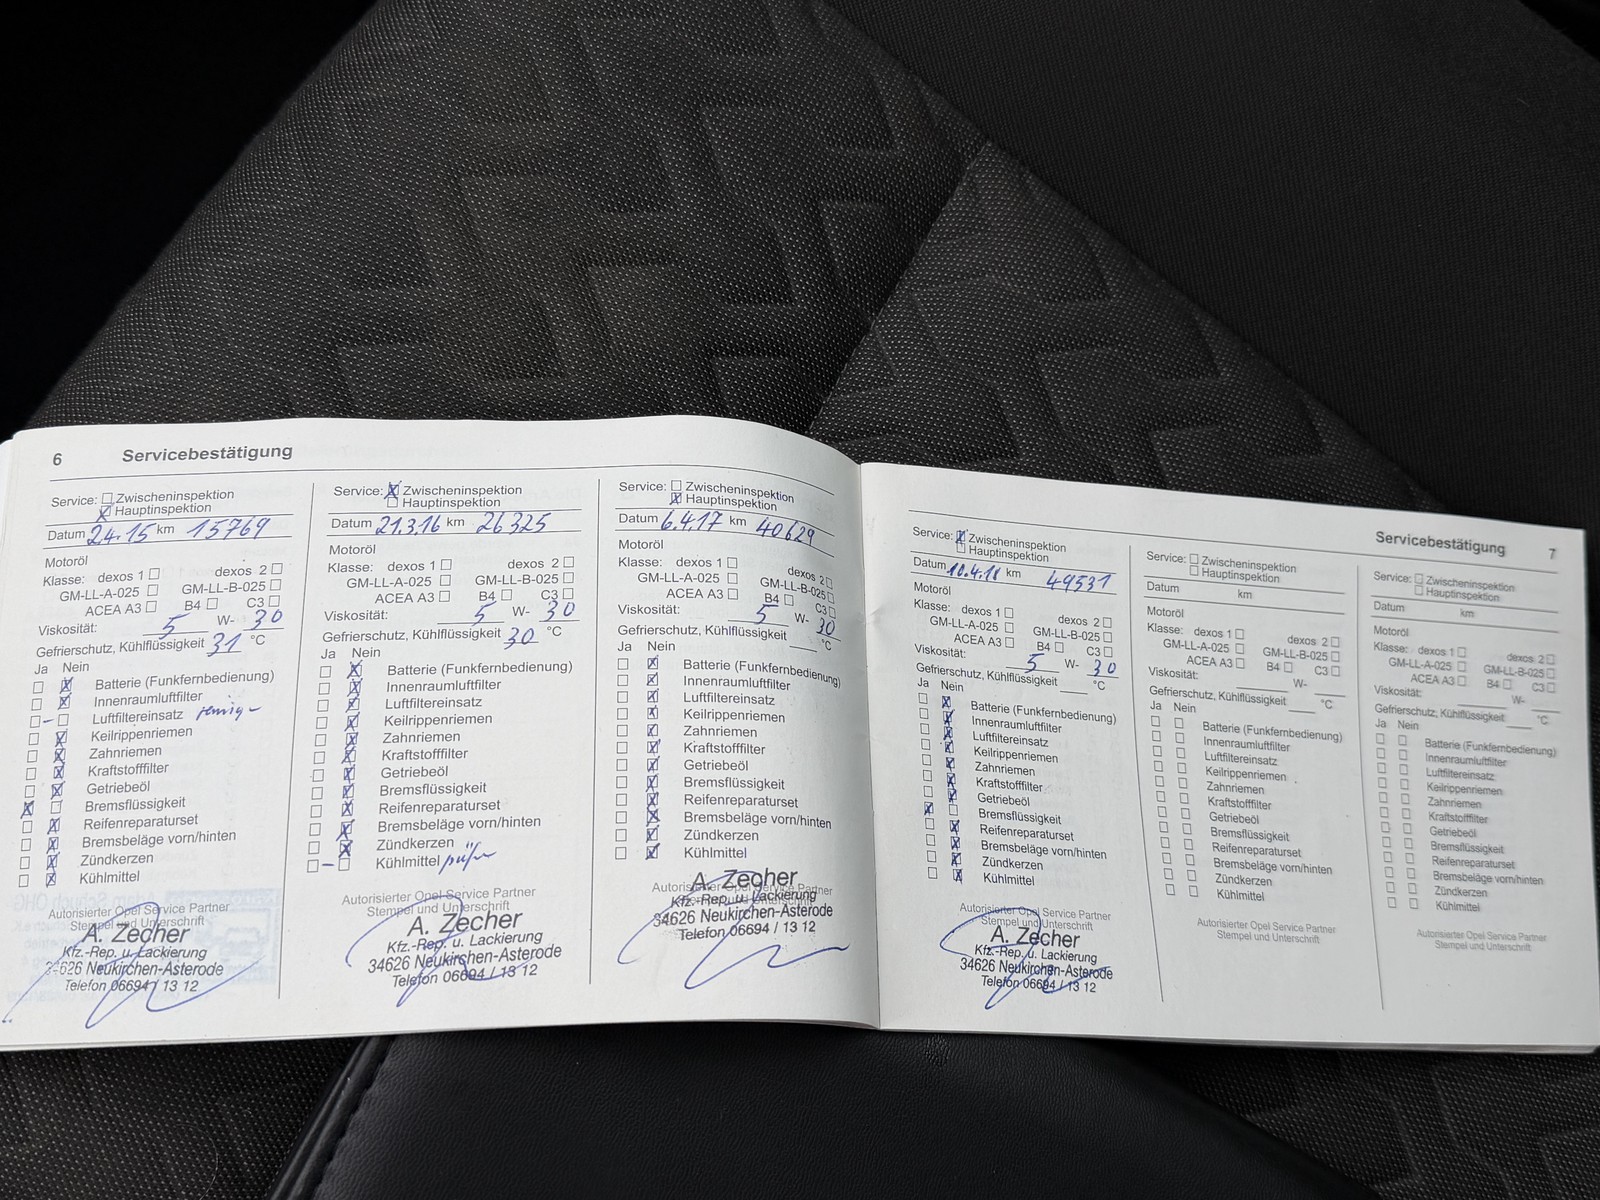 6 Servicebestätigung
Service: Zwischeninspektion
Hauptinspektion
Datum 2.4.15 km 15769
Motoröl
Klasse: dexos 1 dexos 2
GM-LL-A-025 GM-LL-B-025
ACEA A3 B4 C3
Viskosität: 5 W- 30
Gefrierschutz, Kühlflüssigkeit 31 °C
Ja Nein
Batterie (Funkfernbedienung)
Innenraumluftfilter
Luftfiltereinsatz
Keilrippenriemen
Zahnriemen
Kraftstofffilter
Getriebeöl
Bremsflüssigkeit
Reifenreparaturset
Bremsbeläge vorn/hinten
Zündkerzen
Kühlmittel
Autorisierter Opel Service Partner
Stempel und Unterschrift
A. Zecher
Kfz.-Rep. u. Lackierung
34626 Neukirchen-Asterode
Telefon 06694 / 13 12
Service: Zwischeninspektion
Hauptinspektion
Datum 21.3.16 km 26325
Motoröl
Klasse: dexos 1 dexos 2
GM-LL-A-025 GM-LL-B-025
ACEA A3 B4 C3
Viskosität: 5 W- 30
Gefrierschutz, Kühlflüssigkeit 30 °C
Ja Nein
Batterie (Funkfernbedienung)
Innenraumluftfilter
Luftfiltereinsatz
Keilrippenriemen
Zahnriemen
Kraftstofffilter
Getriebeöl
Bremsflüssigkeit
Reifenreparaturset
Bremsbeläge vorn/hinten
Zündkerzen
Kühlmittel prüfen
Autorisierter Opel Service Partner
Stempel und Unterschrift
A. Zecher
Kfz.-Rep. u. Lackierung
34626 Neukirchen-Asterode
Telefon 06694 / 13 12
Service: Zwischeninspektion
Hauptinspektion
Datum 6.4.17 km 40629
Motoröl
Klasse: dexos 1 dexos 2
GM-LL-A-025 GM-LL-B-025
ACEA A3 B4 C3
Viskosität: 5 W- 30
Gefrierschutz, Kühlflüssigkeit °C
Ja Nein
Batterie (Funkfernbedienung)
Innenraumluftfilter
Luftfiltereinsatz
Keilrippenriemen
Zahnriemen
Kraftstofffilter
Getriebeöl
Bremsflüssigkeit
Reifenreparaturset
Bremsbeläge vorn/hinten
Zündkerzen
Kühlmittel
Autorisierter Opel Service Partner
Stempel und Unterschrift
A. Zecher
Kfz.-Rep. u. Lackierung
34626 Neukirchen-Asterode
Telefon 06694 / 13 12
Servicebestätigung 7
Service: Zwischeninspektion
Hauptinspektion
Datum 10.4.18 km 49531
Motoröl
Klasse: dexos 1 dexos 2
GM-LL-A-025 GM-LL-B-025
ACEA A3 B4 C3
Viskosität: 5 W- 30
Gefrierschutz, Kühlflüssigkeit °C
Ja Nein
Batterie (Funkfernbedienung)
Innenraumluftfilter
Luftfiltereinsatz
Keilrippenriemen
Zahnriemen
Kraftstofffilter
Getriebeöl
Bremsflüssigkeit
Reifenreparaturset
Bremsbeläge vorn/hinten
Zündkerzen
Kühlmittel
Autorisierter Opel Service Partner
Stempel und Unterschrift
A. Zecher
Kfz.-Rep. u. Lackierung
34626 Neukirchen-Asterode
Telefon 06694 / 13 12
Service: Zwischeninspektion
Hauptinspektion
Datum km
Motoröl
Klasse: dexos 1 dexos 2
GM-LL-A-025 GM-LL-B-025
ACEA A3 B4 C3
Viskosität: W-
Gefrierschutz, Kühlflüssigkeit °C
Ja Nein
Batterie (Funkfernbedienung)
Innenraumluftfilter
Luftfiltereinsatz
Keilrippenriemen
Zahnriemen
Kraftstofffilter
Getriebeöl
Bremsflüssigkeit
Reifenreparaturset
Bremsbeläge vorn/hinten
Zündkerzen
Kühlmittel
Autorisierter Opel Service Partner
Stempel und Unterschrift
Service: Zwischeninspektion
Hauptinspektion
Datum km
Motoröl
Klasse: dexos 1 dexos 2
GM-LL-A-025 GM-LL-B-025
ACEA A3 B4 C3
Viskosität: W-
Gefrierschutz, Kühlflüssigkeit °C
Ja Nein
Batterie (Funkfernbedienung)
Innenraumluftfilter
Luftfiltereinsatz
Keilrippenriemen
Zahnriemen
Kraftstofffilter
Getriebeöl
Bremsflüssigkeit
Reifenreparaturset
Bremsbeläge vorn/hinten
Zündkerzen
Kühlmittel
Autorisierter Opel Service Partner
Stempel und Unterschrift